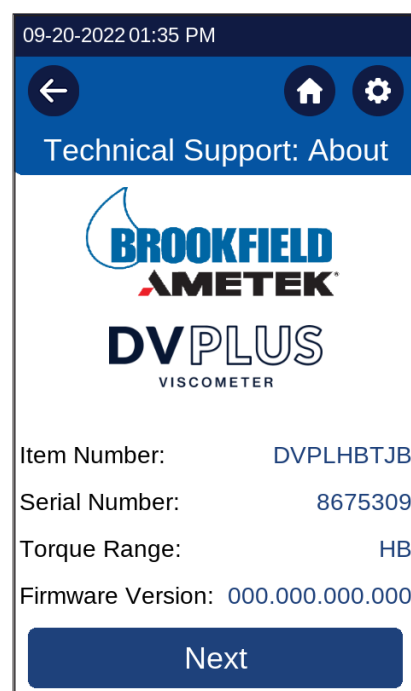 09-20-2022 01:35 PM
Technical Support: About
BROOKFIELD
AMETEK®
DVPLUS
VISCOMETER
Item Number: DVPLHBTJB
Serial Number: 8675309
Torque Range: HB
Firmware Version: 000.000.000.000
Next